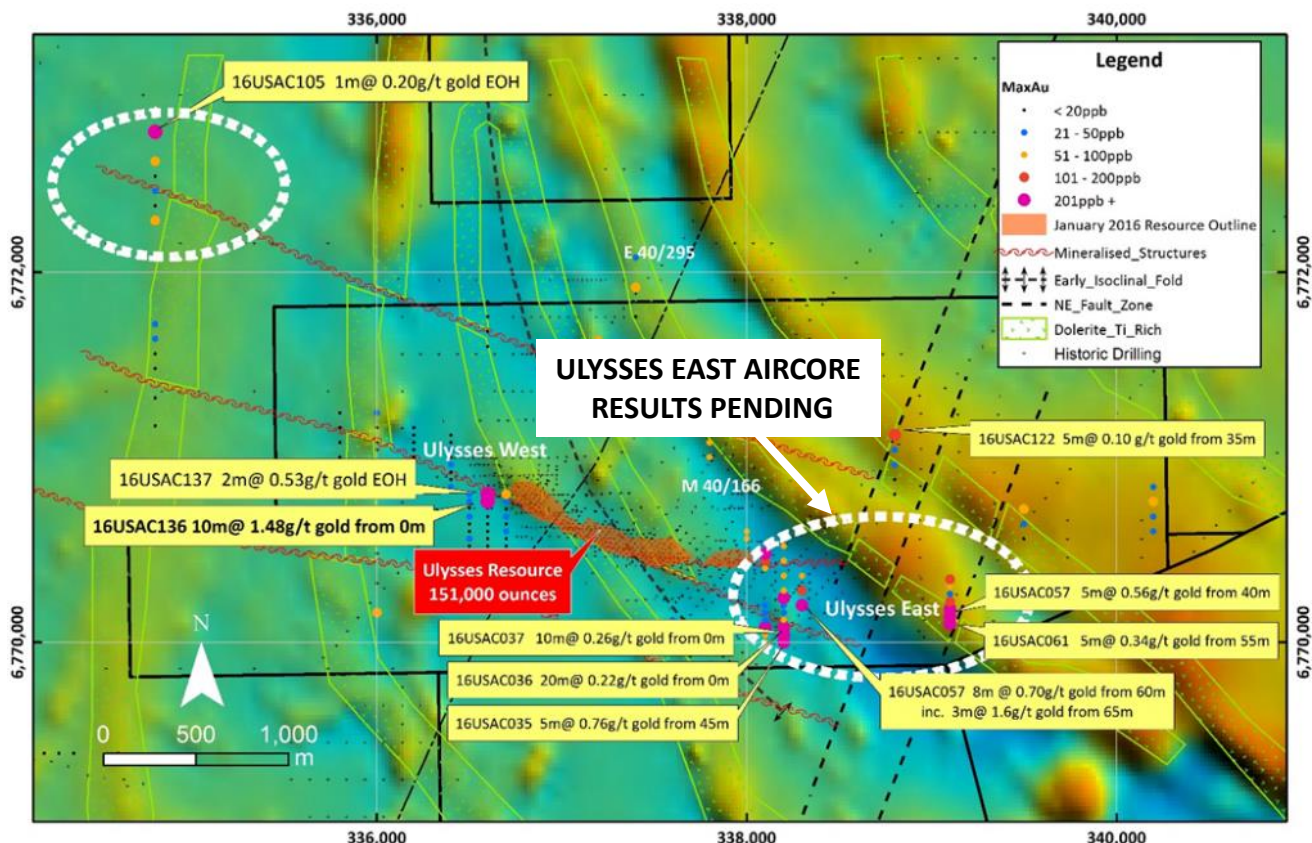 336,000
338,000
340,000
16USAC105 1m@ 0.20g/t gold EOH
Legend
MaxAu
< 20ppb
21 - 50ppb
51 - 100ppb
101 - 200ppb
201ppb +
January 2016 Resource Outline
Mineralised_Structures
Early_Isoclinal_Fold
NE_Fault_Zone
Dolerite_Ti_Rich
Historic Drilling
6,772,000
E 40/295
6,772,000
ULYSSES EAST AIRCORE
RESULTS PENDING
16USAC122 5m@ 0.10 g/t gold from 35m
Ulysses West
16USAC137 2m@ 0.53g/t gold EOH
M 40/166
16USAC136 10m@ 1.48g/t gold from 0m
Ulysses Resource
151,000 ounces
Ulysses East
16USAC057 5m@ 0.56g/t gold from 40m
16USAC037 10m@ 0.26g/t gold from 0m
16USAC061 5m@ 0.34g/t gold from 55m
6,770,000
6,770,000
16USAC036 20m@ 0.22g/t gold from 0m
16USAC057 8m@ 0.70g/t gold from 60m
inc. 3m@ 1.6g/t gold from 65m
16USAC035 5m@ 0.76g/t gold from 45m
N
0 500 1,000
m
336,000
338,000
340,000